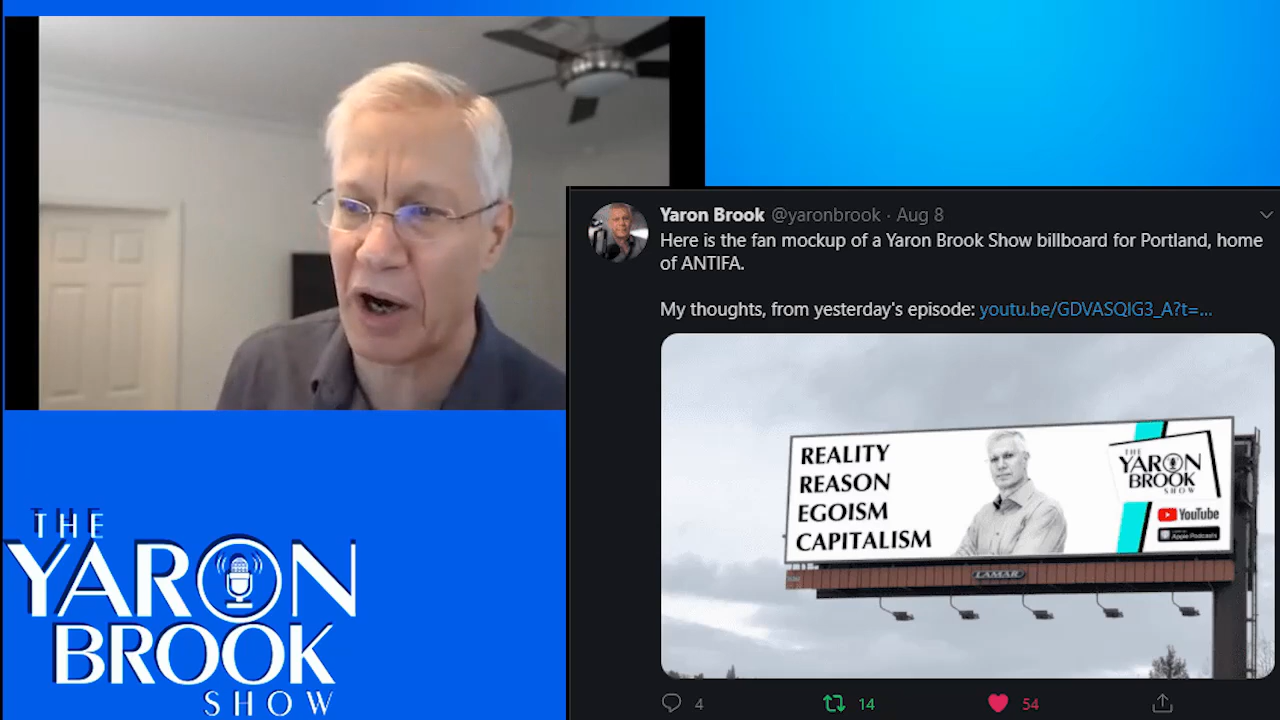 THE
YARON
BROOK
SHOW
Yaron Brook @yaronbrook · Aug 8
Here is the fan mockup of a Yaron Brook Show billboard for Portland, home
of ANTIFA.
My thoughts, from yesterday's episode: youtu.be/GDVASQIG3_A?t=...
REALITY
REASON
EGOISM
CAPITALISM
THE
YARON
BROOK
SHOW
YouTube
Apple Podcasts
LAMAR
4
14
54